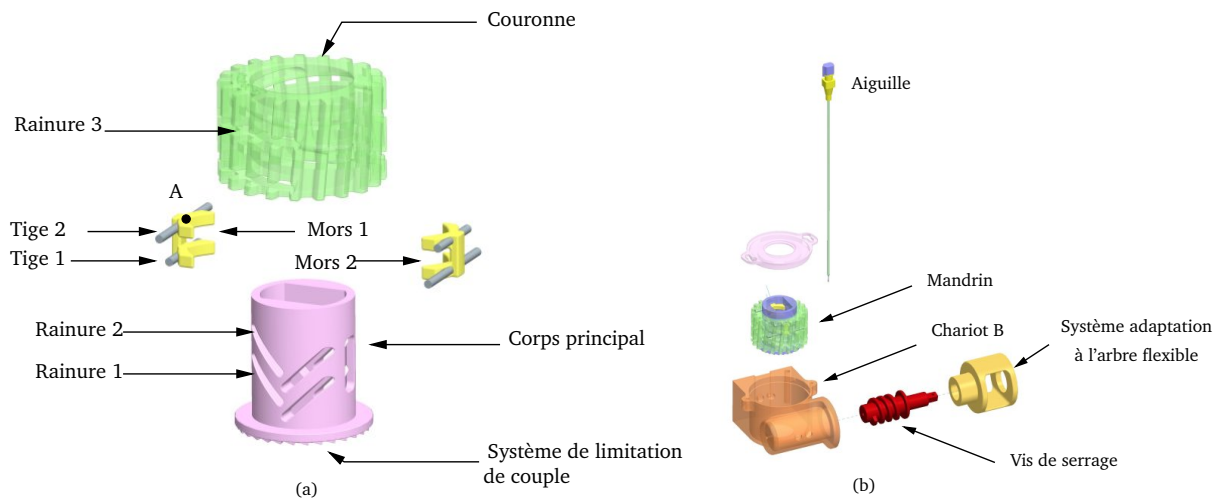 Couronne
Rainure 3
A
Tige 2
Mors 1
Tige 1
Mors 2
Rainure 2
Corps principal
Rainure 1
Système de limitation
de couple
(a)
Aiguille
Mandrin
Chariot B
Système adaptation
à l'arbre flexible
Vis de serrage
(b)